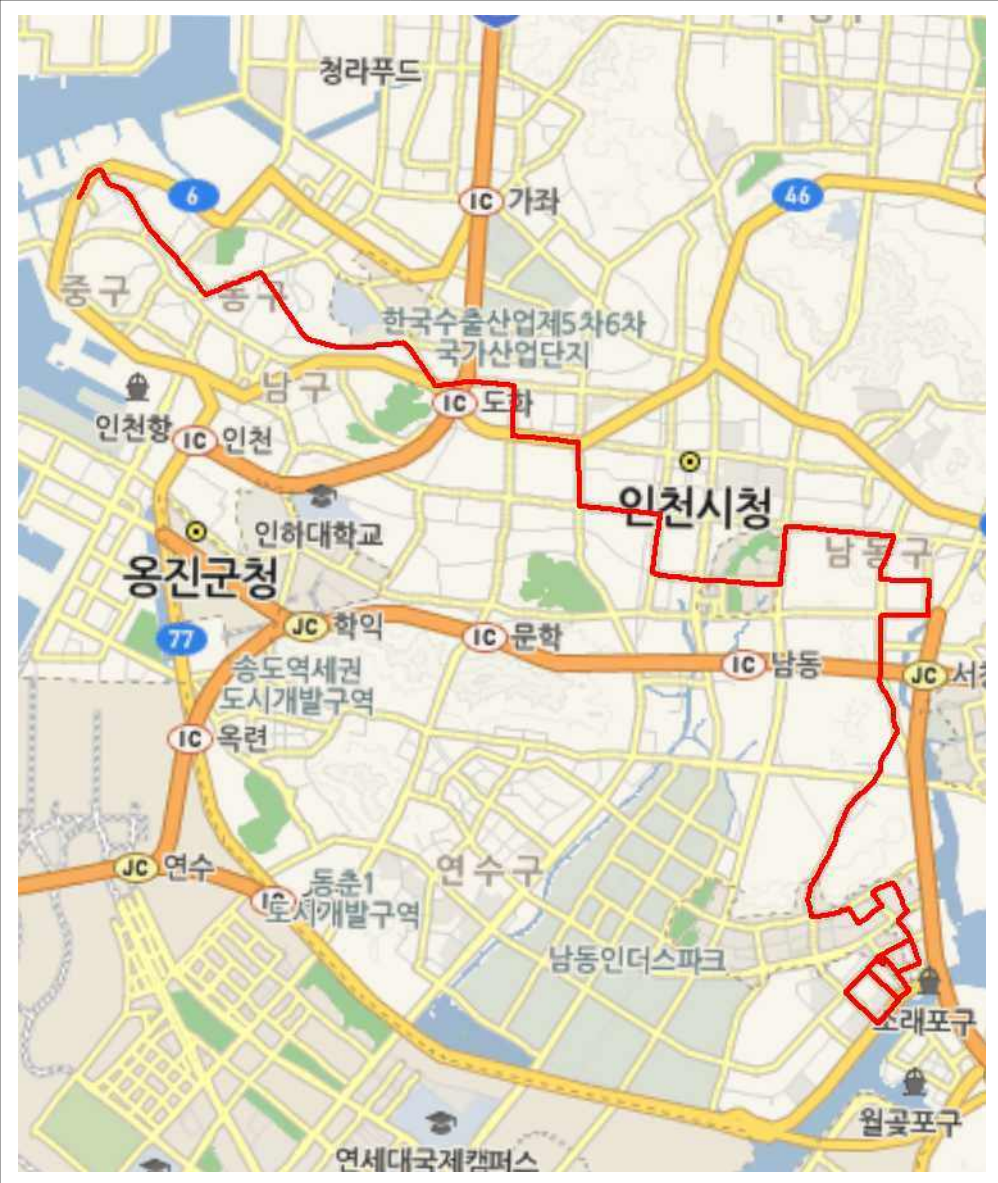 청라푸드
6
46
IC 가좌
중구
동구
한국수출산업제5차6차
국가산업단지
남구
IC 도화
인천항
IC 인천
인천시청
인하대학교
남동구
옹진군청
JC 학익
IC 문학
77
IC 남동
송도역세권
도시개발구역
JC 서창
IC 옥련
JC 연수
동춘1
도시개발구역
IC
연수구
남동인더스파크
소래포구
월곶포구
연세대국제캠퍼스